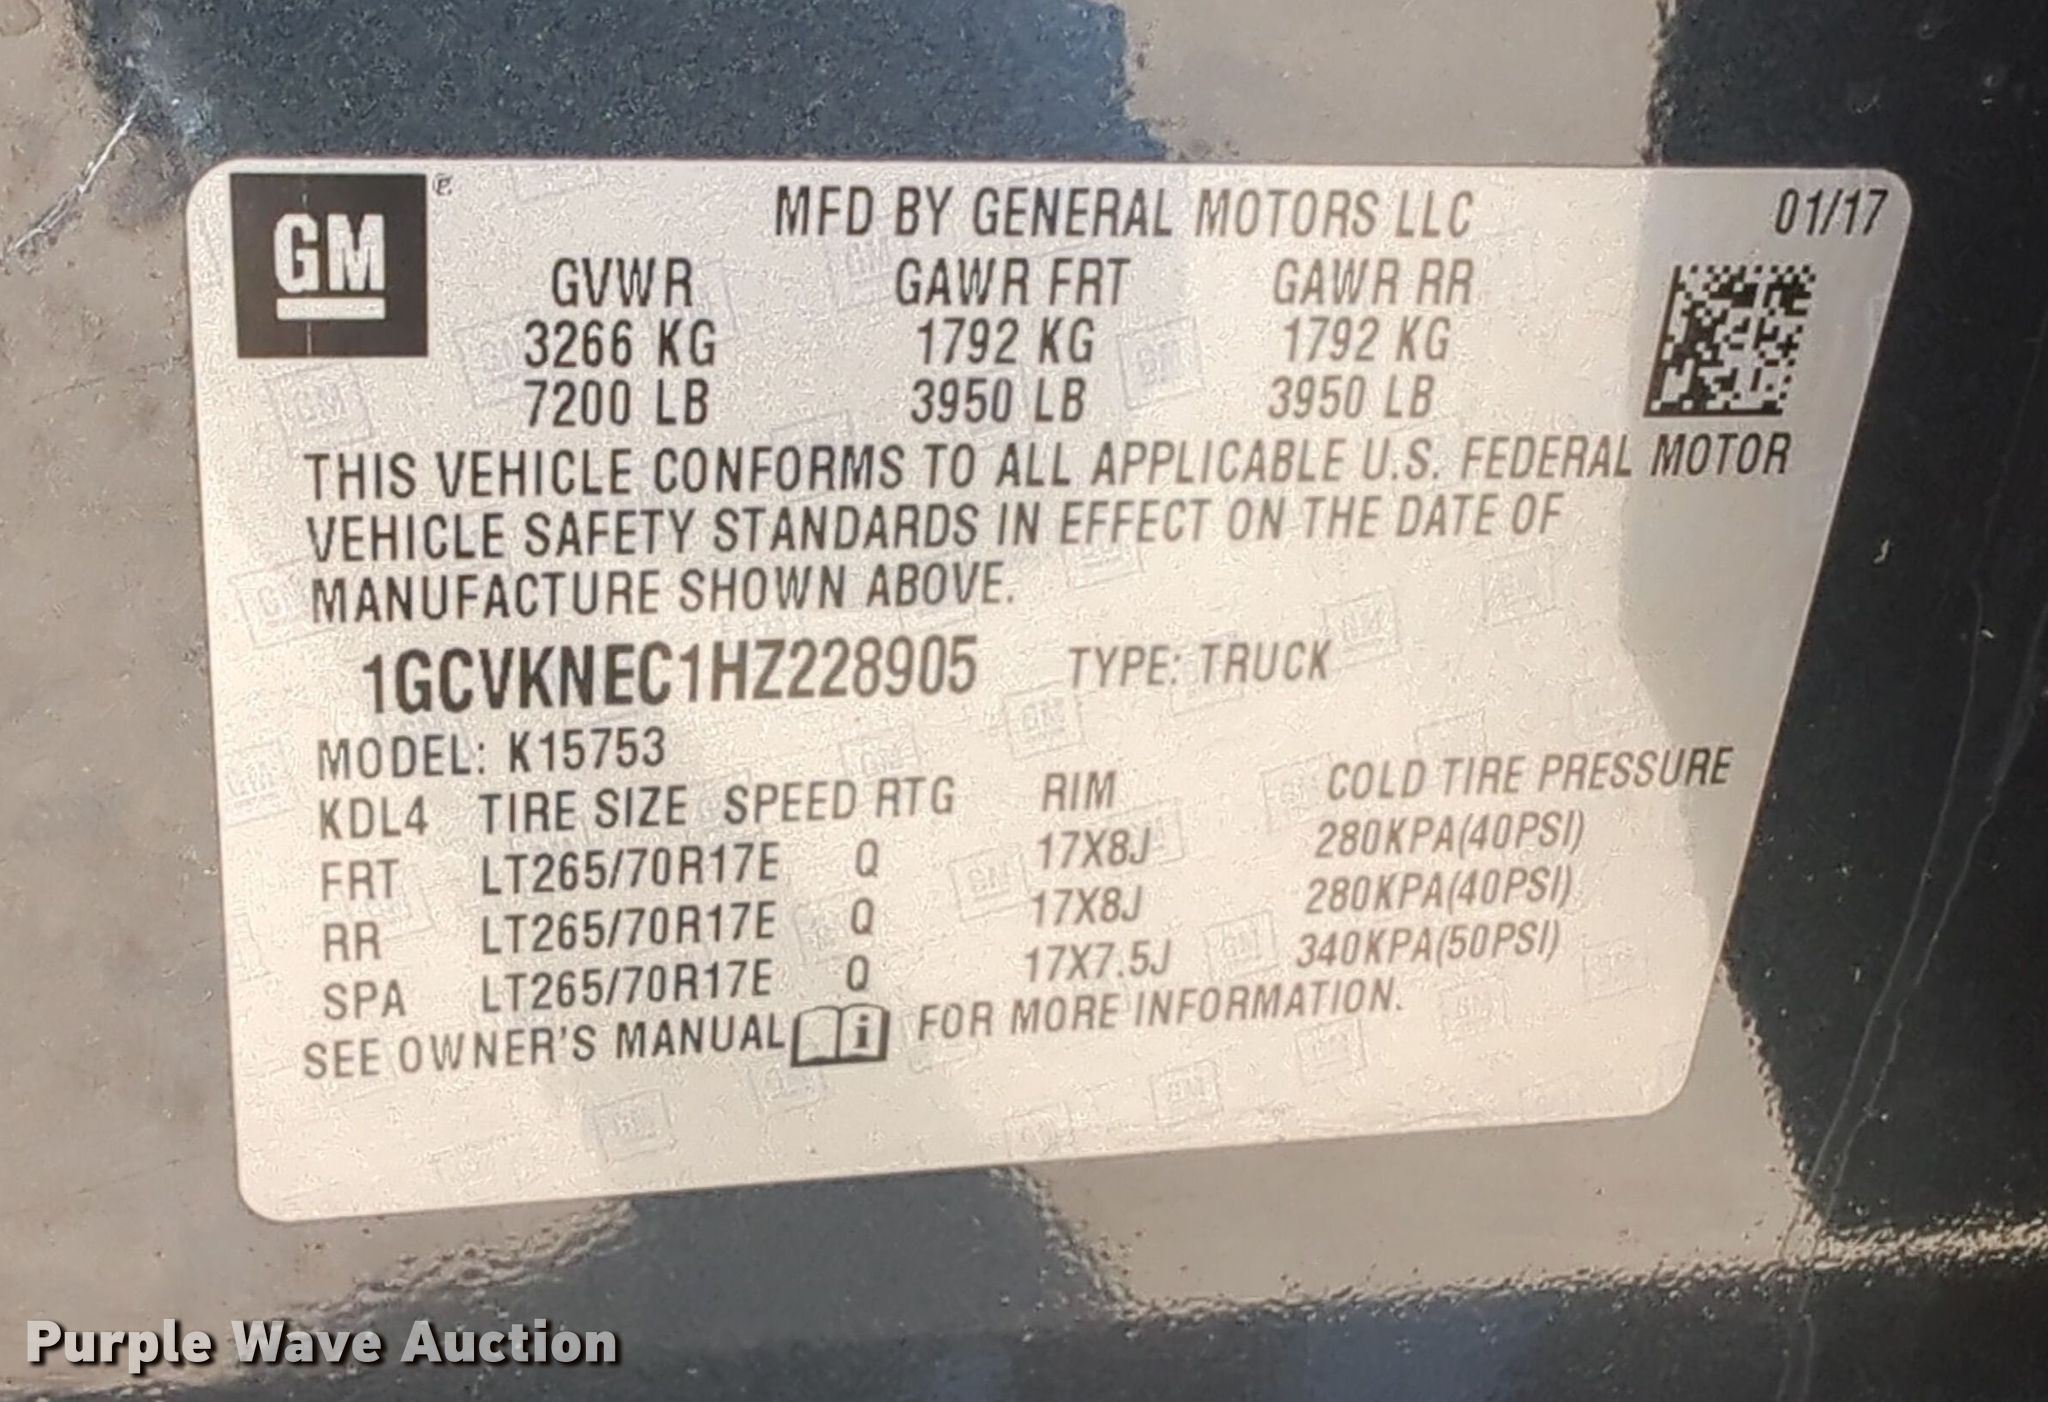 GM
MFD BY GENERAL MOTORS LLC 01/17
GVWR GAWR FRT GAWR RR
3266 KG 1792 KG 1792 KG
7200 LB 3950 LB 3950 LB
THIS VEHICLE CONFORMS TO ALL APPLICABLE U.S. FEDERAL MOTOR
VEHICLE SAFETY STANDARDS IN EFFECT ON THE DATE OF
MANUFACTURE SHOWN ABOVE.
1GCVKNEC1HZ228905 TYPE: TRUCK
MODEL: K15753
KDL4 TIRE SIZE SPEED RTG RIM COLD TIRE PRESSURE
FRT LT265/70R17E Q 17X8J 280KPA(40PSI)
RR LT265/70R17E Q 17X8J 280KPA(40PSI)
SPA LT265/70R17E Q 17X7.5J 340KPA(50PSI)
SEE OWNER'S MANUAL i FOR MORE INFORMATION.
Purple Wave Auction